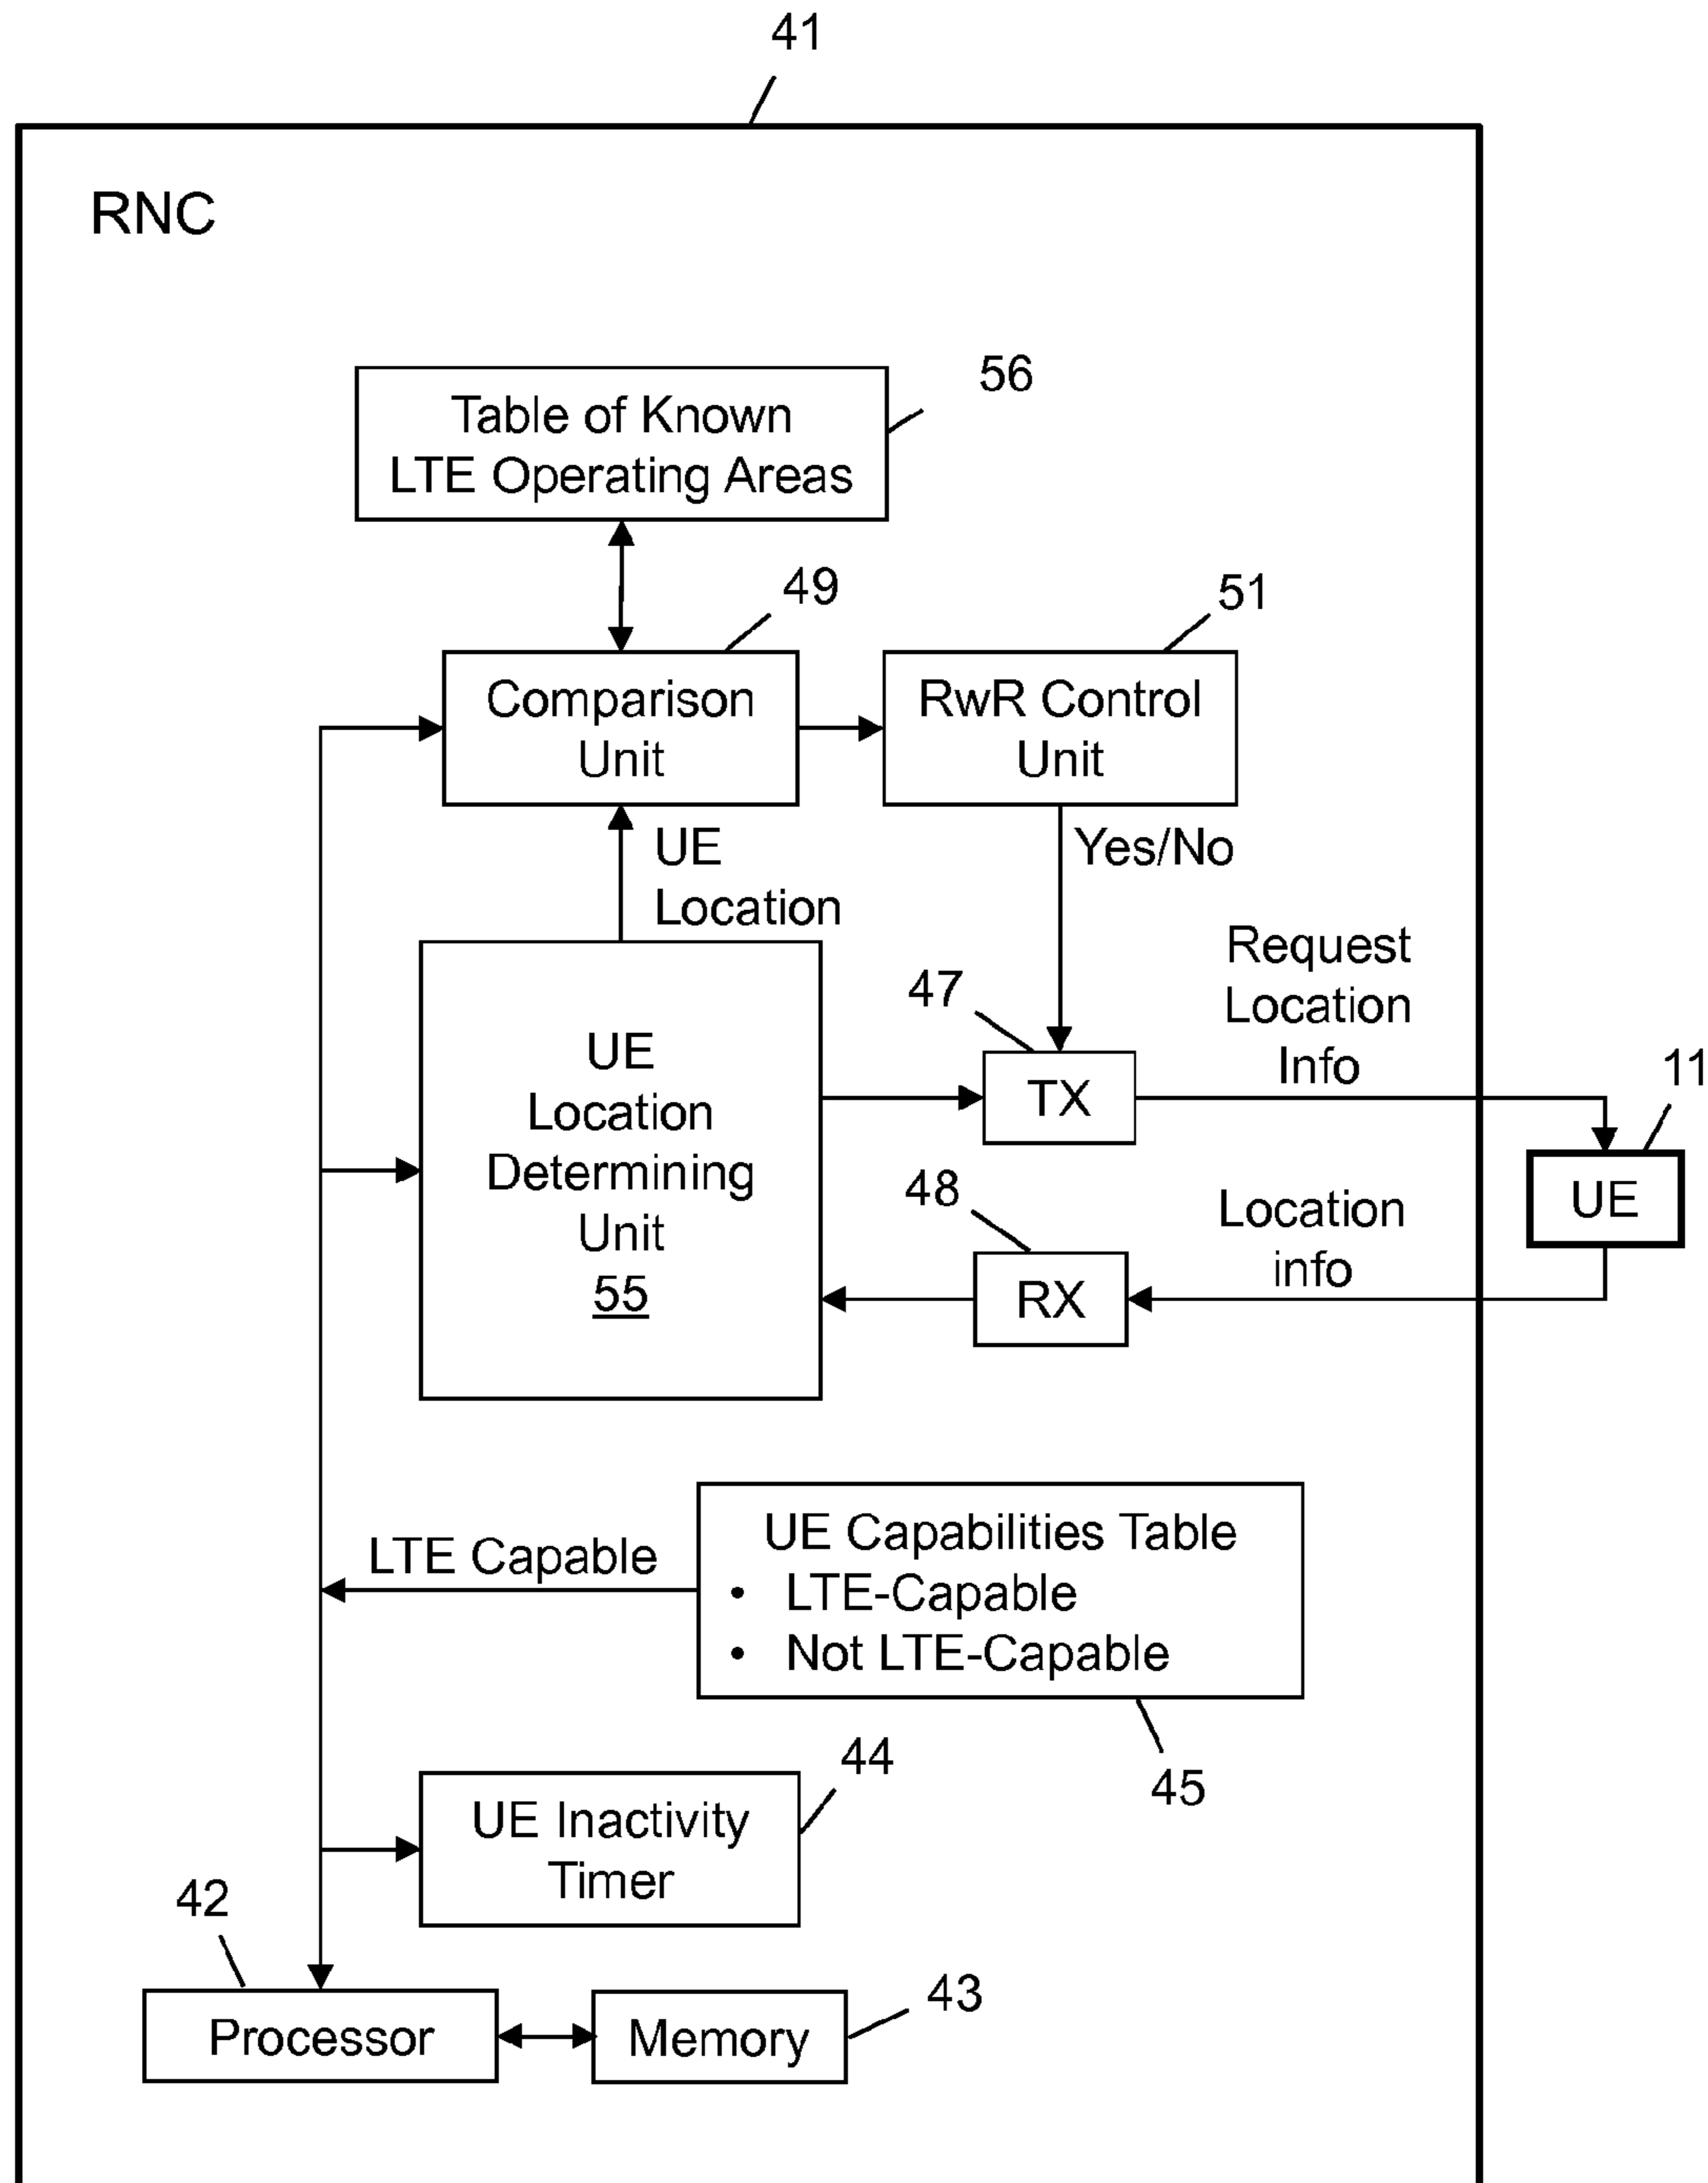 41
RNC
56
Table of Known
LTE Operating Areas
49
51
Comparison
Unit
RwR Control
Unit
UE
Location
Yes/No
Request
Location
Info
47
TX
11
UE
UE
Location
Determining
Unit
55
48
RX
Location
info
LTE Capable
UE Capabilities Table
• LTE-Capable
• Not LTE-Capable
45
44
UE Inactivity
Timer
42
Processor
43
Memory